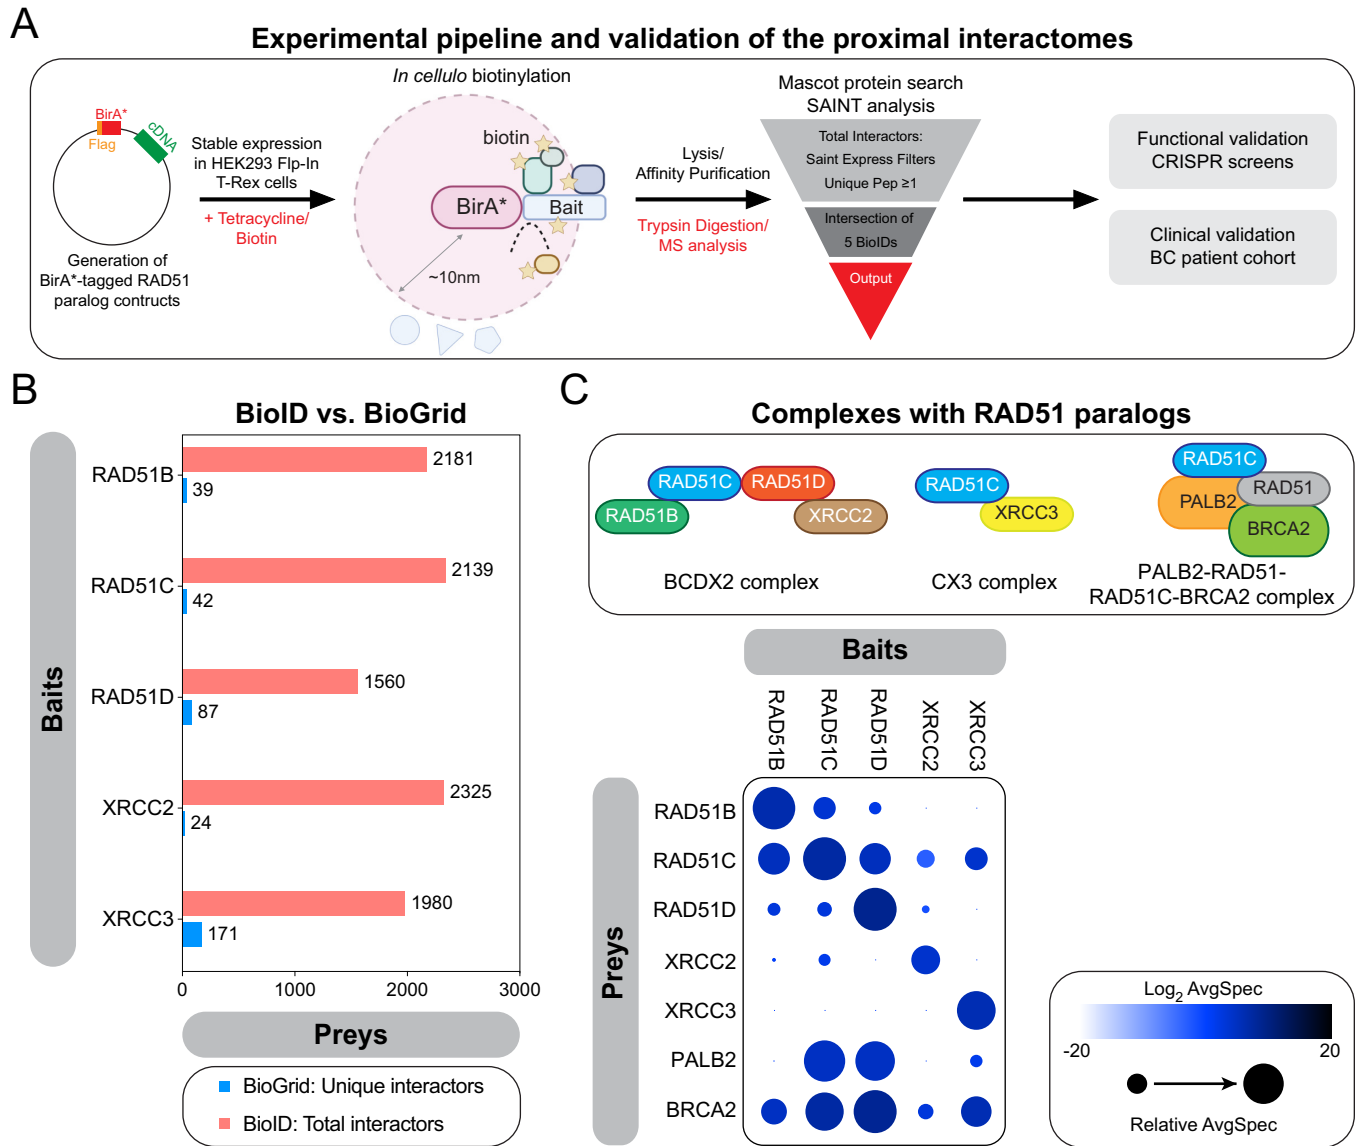 A
Experimental pipeline and validation of the proximal interactomes
BirA*
Flag
cDNA
Generation of
BirA*-tagged RAD51
paralog contructs
Stable expression
in HEK293 Flp-In
T-Rex cells
+ Tetracycline/
Biotin
In cellulo biotinylation
biotin
BirA*
Bait
~10nm
Lysis/
Affinity Purification
Trypsin Digestion/
MS analysis
Mascot protein search
SAINT analysis
Total Interactors:
Saint Express Filters
Unique Pep ≥1
Intersection of
5 BioIDs
Output
Functional validation
CRISPR screens
Clinical validation
BC patient cohort
B
BioID vs. BioGrid
Baits
RAD51B
2181
39
RAD51C
2139
42
RAD51D
1560
87
XRCC2
2325
24
XRCC3
1980
171
0
1000
2000
3000
Preys
BioGrid: Unique interactors
BioID: Total interactors
C
Complexes with RAD51 paralogs
RAD51B
RAD51C
RAD51D
XRCC2
BCDX2 complex
RAD51C
XRCC3
CX3 complex
RAD51C
PALB2
RAD51
BRCA2
PALB2-RAD51-
RAD51C-BRCA2 complex
Baits
RAD51B
RAD51C
RAD51D
XRCC2
XRCC3
Preys
RAD51B
RAD51C
RAD51D
XRCC2
XRCC3
PALB2
BRCA2
Log2 AvgSpec
-20
20
Relative AvgSpec